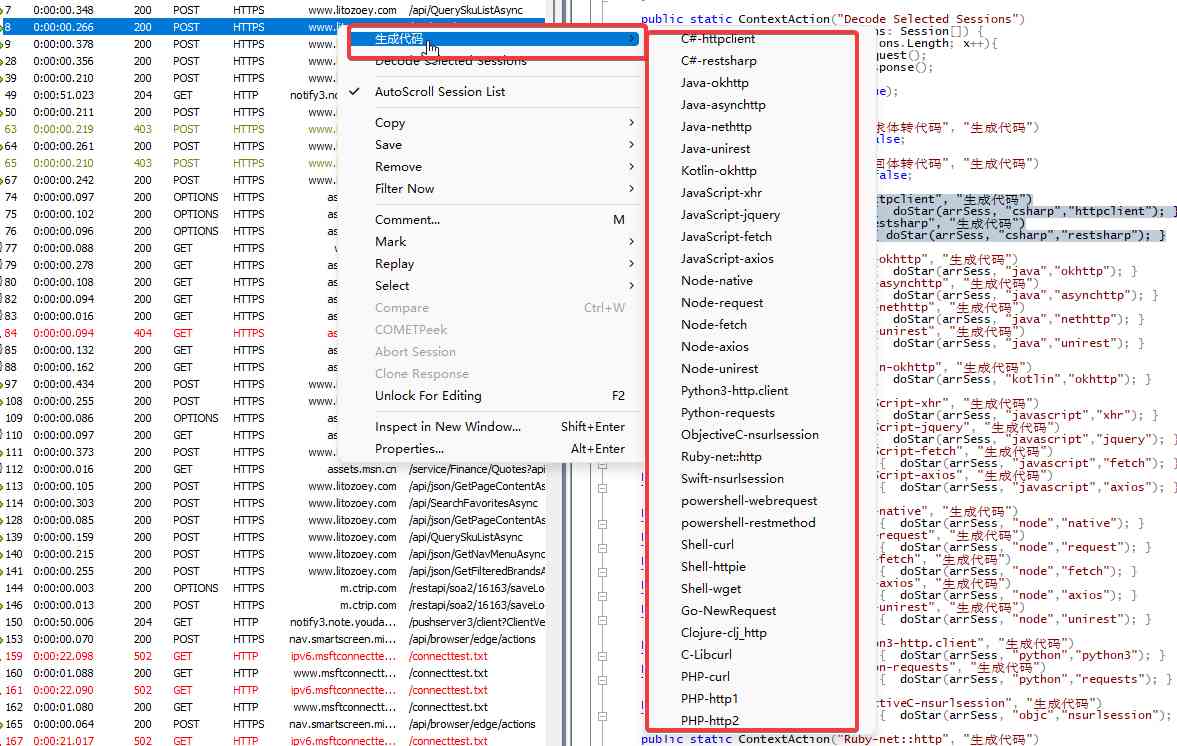 7 0:00:00.348 200 POST HTTPS www.litozoey.com /api/QuerySkuListAsync
8 0:00:00.266 200 POST HTTPS
9 0:00:00.378 200 POST HTTPS
28 0:00:00.356 200 POST HTTPS www.
39 0:00:00.210 200 POST HTTPS www.
49 0:00:51.023 204 GET HTTP notify3.
50 0:00:00.211 200 POST HTTPS www.
63 0:00:00.219 403 POST HTTPS www.
64 0:00:00.261 200 POST HTTPS www.
65 0:00:00.210 403 POST HTTPS www.
67 0:00:00.242 200 POST HTTPS www.
74 0:00:00.097 200 OPTIONS HTTPS as
75 0:00:00.102 200 OPTIONS HTTPS as
76 0:00:00.096 200 OPTIONS HTTPS as
77 0:00:00.088 200 GET HTTPS
79 0:00:00.278 200 GET HTTPS as
80 0:00:00.108 200 GET HTTPS as
82 0:00:00.094 200 GET HTTPS as
83 0:00:00.016 200 GET HTTPS as
84 0:00:00.094 404 GET HTTPS as
85 0:00:00.132 200 GET HTTPS as
88 0:00:00.162 200 GET HTTPS as
97 0:00:00.434 200 POST HTTPS www.
108 0:00:00.255 200 POST HTTPS www.
109 0:00:00.086 200 OPTIONS HTTPS as
110 0:00:00.097 200 GET HTTPS as
111 0:00:00.373 200 POST HTTPS www.
112 0:00:00.016 200 GET HTTPS assets.msn.cn /service/Finance/Quotes?api
113 0:00:00.105 200 POST HTTPS www.litozoey.com /api/json/GetPageContentAs
114 0:00:00.303 200 POST HTTPS www.litozoey.com /api/SearchFavoritesAsync
128 0:00:00.085 200 POST HTTPS www.litozoey.com /api/json/GetPageContentAs
139 0:00:00.159 200 POST HTTPS www.litozoey.com /api/QuerySkuListAsync
140 0:00:00.215 200 POST HTTPS www.litozoey.com /api/json/GetNavMenuAsync
141 0:00:00.255 200 POST HTTPS www.litozoey.com /api/json/GetFilteredBrandsA
144 0:00:00.003 200 OPTIONS HTTPS m.ctrip.com /restapi/soa2/16163/saveLo
146 0:00:00.013 200 POST HTTPS m.ctrip.com /restapi/soa2/16163/saveLo
150 0:00:50.006 204 GET HTTP notify3.note.youda... /pushserver3/client?ClientVe
153 0:00:00.070 200 POST HTTPS nav.smartscreen.mi... /api/browser/edge/actions
159 0:00:22.098 502 GET HTTP ipv6.msftconnectte... /connecttest.txt
160 0:00:01.088 200 GET HTTP www.msftconnectt... /connecttest.txt
161 0:00:22.090 502 GET HTTP ipv6.msftconnectte... /connecttest.txt
162 0:00:01.080 200 GET HTTP www.msftconnectt... /connecttest.txt
165 0:00:00.064 200 POST HTTPS nav.smartscreen.mi... /api/browser/edge/actions
167 0:00:21.017 502 GET HTTP ipv6.msftconnectte... /connecttest.txt
生成代码
Decode Selected Sessions
AutoScroll Session List
Copy
Save
Remove
Filter Now
Comment... M
Mark
Replay
Select
Compare Ctrl+W
COMETPeek
Abort Session
Clone Response
Unlock For Editing F2
Inspect in New Window... Shift+Enter
Properties... Alt+Enter
C#-httpclient
C#-restsharp
Java-okhttp
Java-asynchttp
Java-nethttp
Java-unirest
Kotlin-okhttp
JavaScript-xhr
JavaScript-jquery
JavaScript-fetch
JavaScript-axios
Node-native
Node-request
Node-fetch
Node-axios
Node-unirest
Python3-http.client
Python-requests
ObjectiveC-nsurlsession
Ruby-net::http
Swift-nsurlsession
powershell-webrequest
powershell-restmethod
Shell-curl
Shell-httpie
Shell-wget
Go-NewRequest
Clojure-clj_http
C-Libcurl
PHP-curl
PHP-http1
PHP-http2
public static ContextAction("Decode Selected Sessions")
ns: Session[]) {
ions.Length; x++){
quest();
sponse();
ue);
求体转代码", "生成代码")
alse;
回体转代码", "生成代码")
false;
ttpclient", "生成代码")
{ doStar(arrSess, "csharp","httpclient"); }
estsharp", "生成代码")
{ doStar(arrSess, "csharp","restsharp"); }
-okhttp", "生成代码")
{ doStar(arrSess, "java","okhttp"); }
-asynchttp", "生成代码")
{ doStar(arrSess, "java","asynchttp"); }
-nethttp", "生成代码")
{ doStar(arrSess, "java","nethttp"); }
-unirest", "生成代码")
{ doStar(arrSess, "java","unirest"); }
n-okhttp", "生成代码")
{ doStar(arrSess, "kotlin","okhttp"); }
Script-xhr", "生成代码")
{ doStar(arrSess, "javascript","xhr"); }
Script-jquery", "生成代码")
{ doStar(arrSess, "javascript","jquery"); }
Script-fetch", "生成代码")
{ doStar(arrSess, "javascript","fetch"); }
Script-axios", "生成代码")
{ doStar(arrSess, "javascript","axios"); }
-native", "生成代码")
{ doStar(arrSess, "node","native"); }
-request", "生成代码")
{ doStar(arrSess, "node","request"); }
-fetch", "生成代码")
{ doStar(arrSess, "node","fetch"); }
-axios", "生成代码")
{ doStar(arrSess, "node","axios"); }
-unirest", "生成代码")
{ doStar(arrSess, "node","unirest"); }
on3-http.client", "生成代码")
{ doStar(arrSess, "python","python3"); }
on-requests", "生成代码")
{ doStar(arrSess, "python","requests"); }
ctiveC-nsurlsession", "生成代码")
{ doStar(arrSess, "objc","nsurlsession");
public static ContextAction("Ruby-net::http", "生成代码")